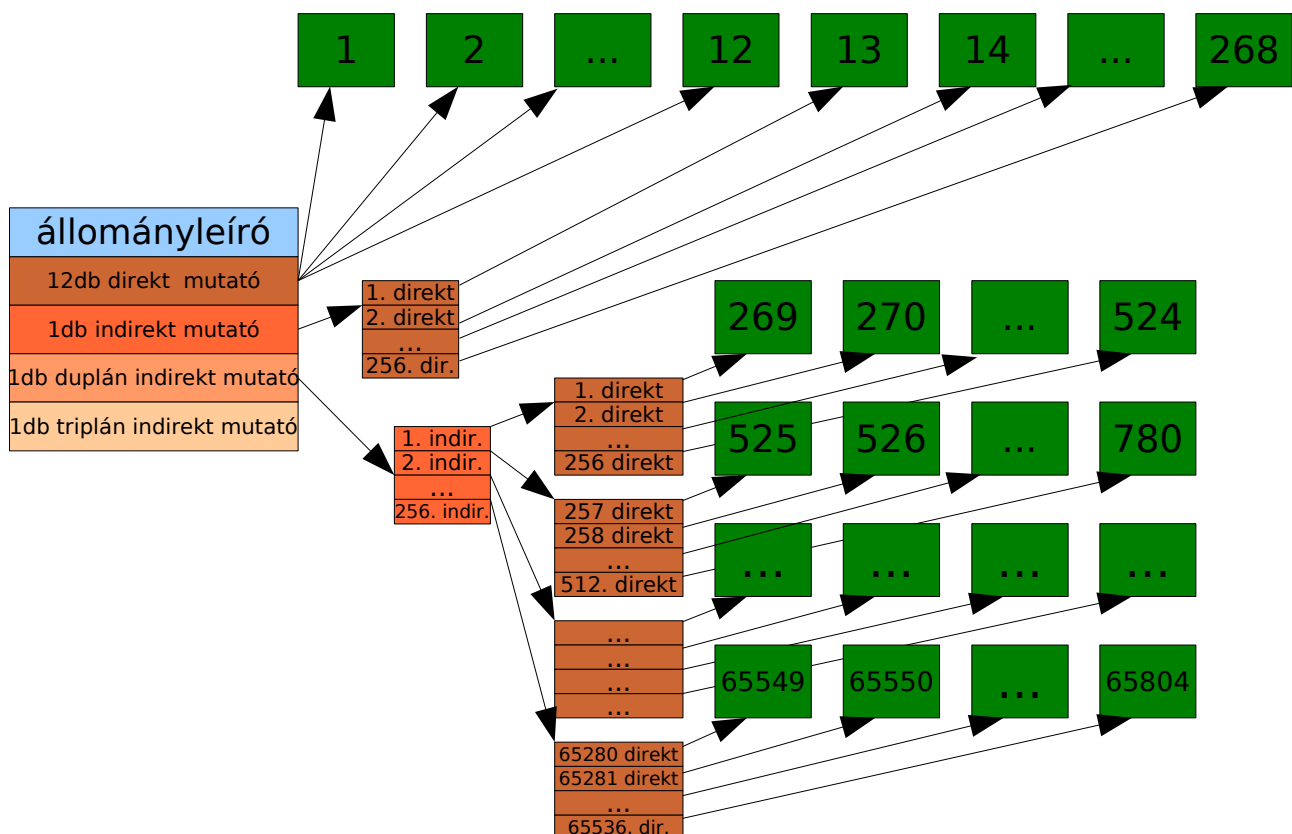 1
2
...
12
13
14
...
268
állományleíró
12db direkt mutató
1db indirekt mutató
1db duplán indirekt mutató
1db triplán indirekt mutató
1. direkt
2. direkt
...
256. dir.
269
270
...
524
1. indir.
2. indir.
...
256. indir.
1. direkt
2. direkt
...
256 direkt
525
526
...
780
257 direkt
258 direkt
...
512. direkt
...
...
...
...
...
...
...
...
65549
65550
...
65804
65280 direkt
65281 direkt
...
65536. dir.